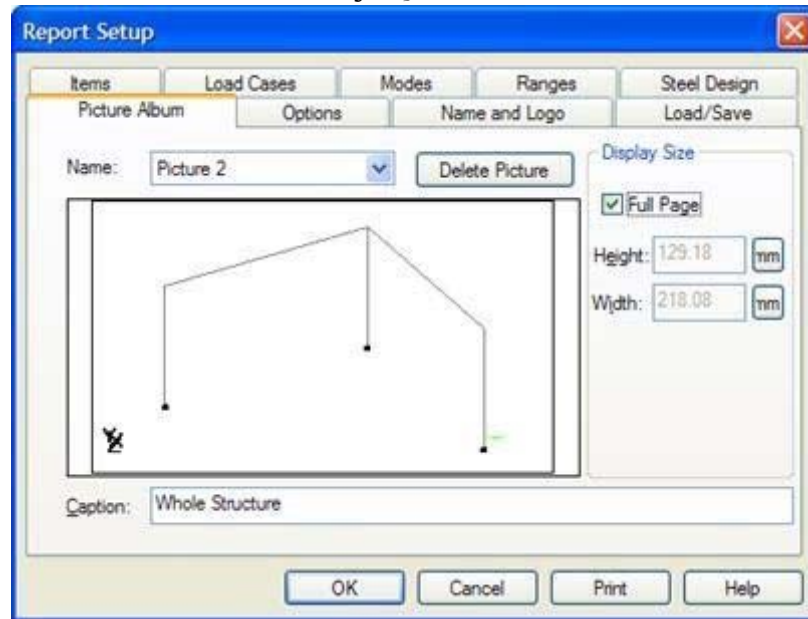 Report Setup
Items Load Cases Modes Ranges Steel Design
Picture Album Options Name and Logo Load/Save
Name: Picture 2 Delete Picture
Display Size
Full Page
Height: 129.18 mm
Width: 218.08 mm
Y
X
Z
Caption: Whole Structure
OK Cancel Print Help